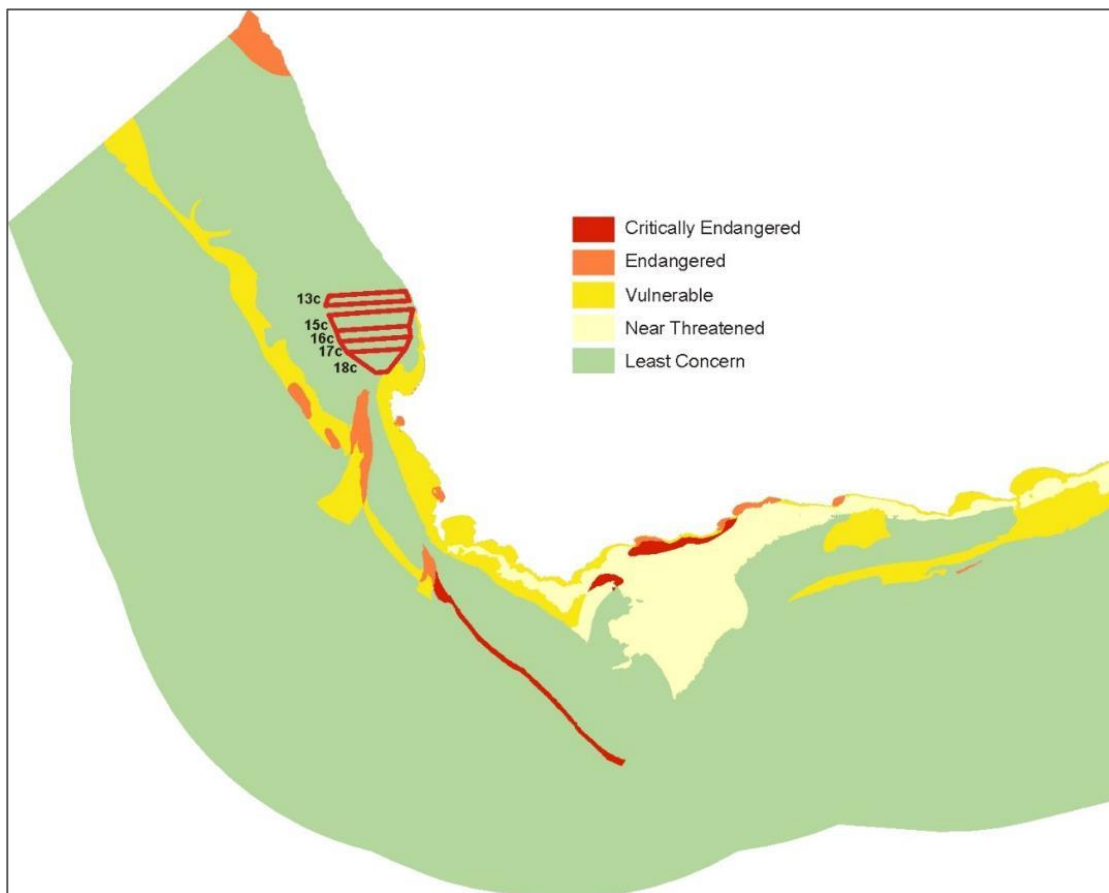 Critically Endangered
Endangered
Vulnerable
Near Threatened
Least Concern
13c
15c
16c
17c
18c